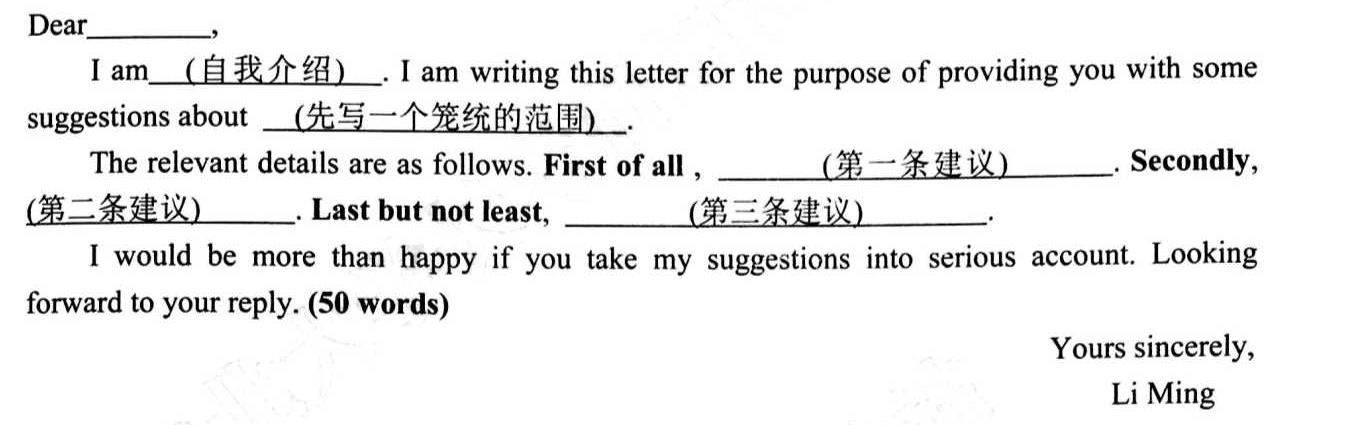 Dear________,
I am__(自我介绍)__. I am writing this letter for the purpose of providing you with some
suggestions about __(先写一个笼统的范围)__.
The relevant details are as follows. First of all , ______(第一条建议)______. Secondly,
(第二条建议)______. Last but not least, ________(第三条建议)________.
I would be more than happy if you take my suggestions into serious account. Looking
forward to your reply. (50 words)
Yours sincerely,
Li Ming